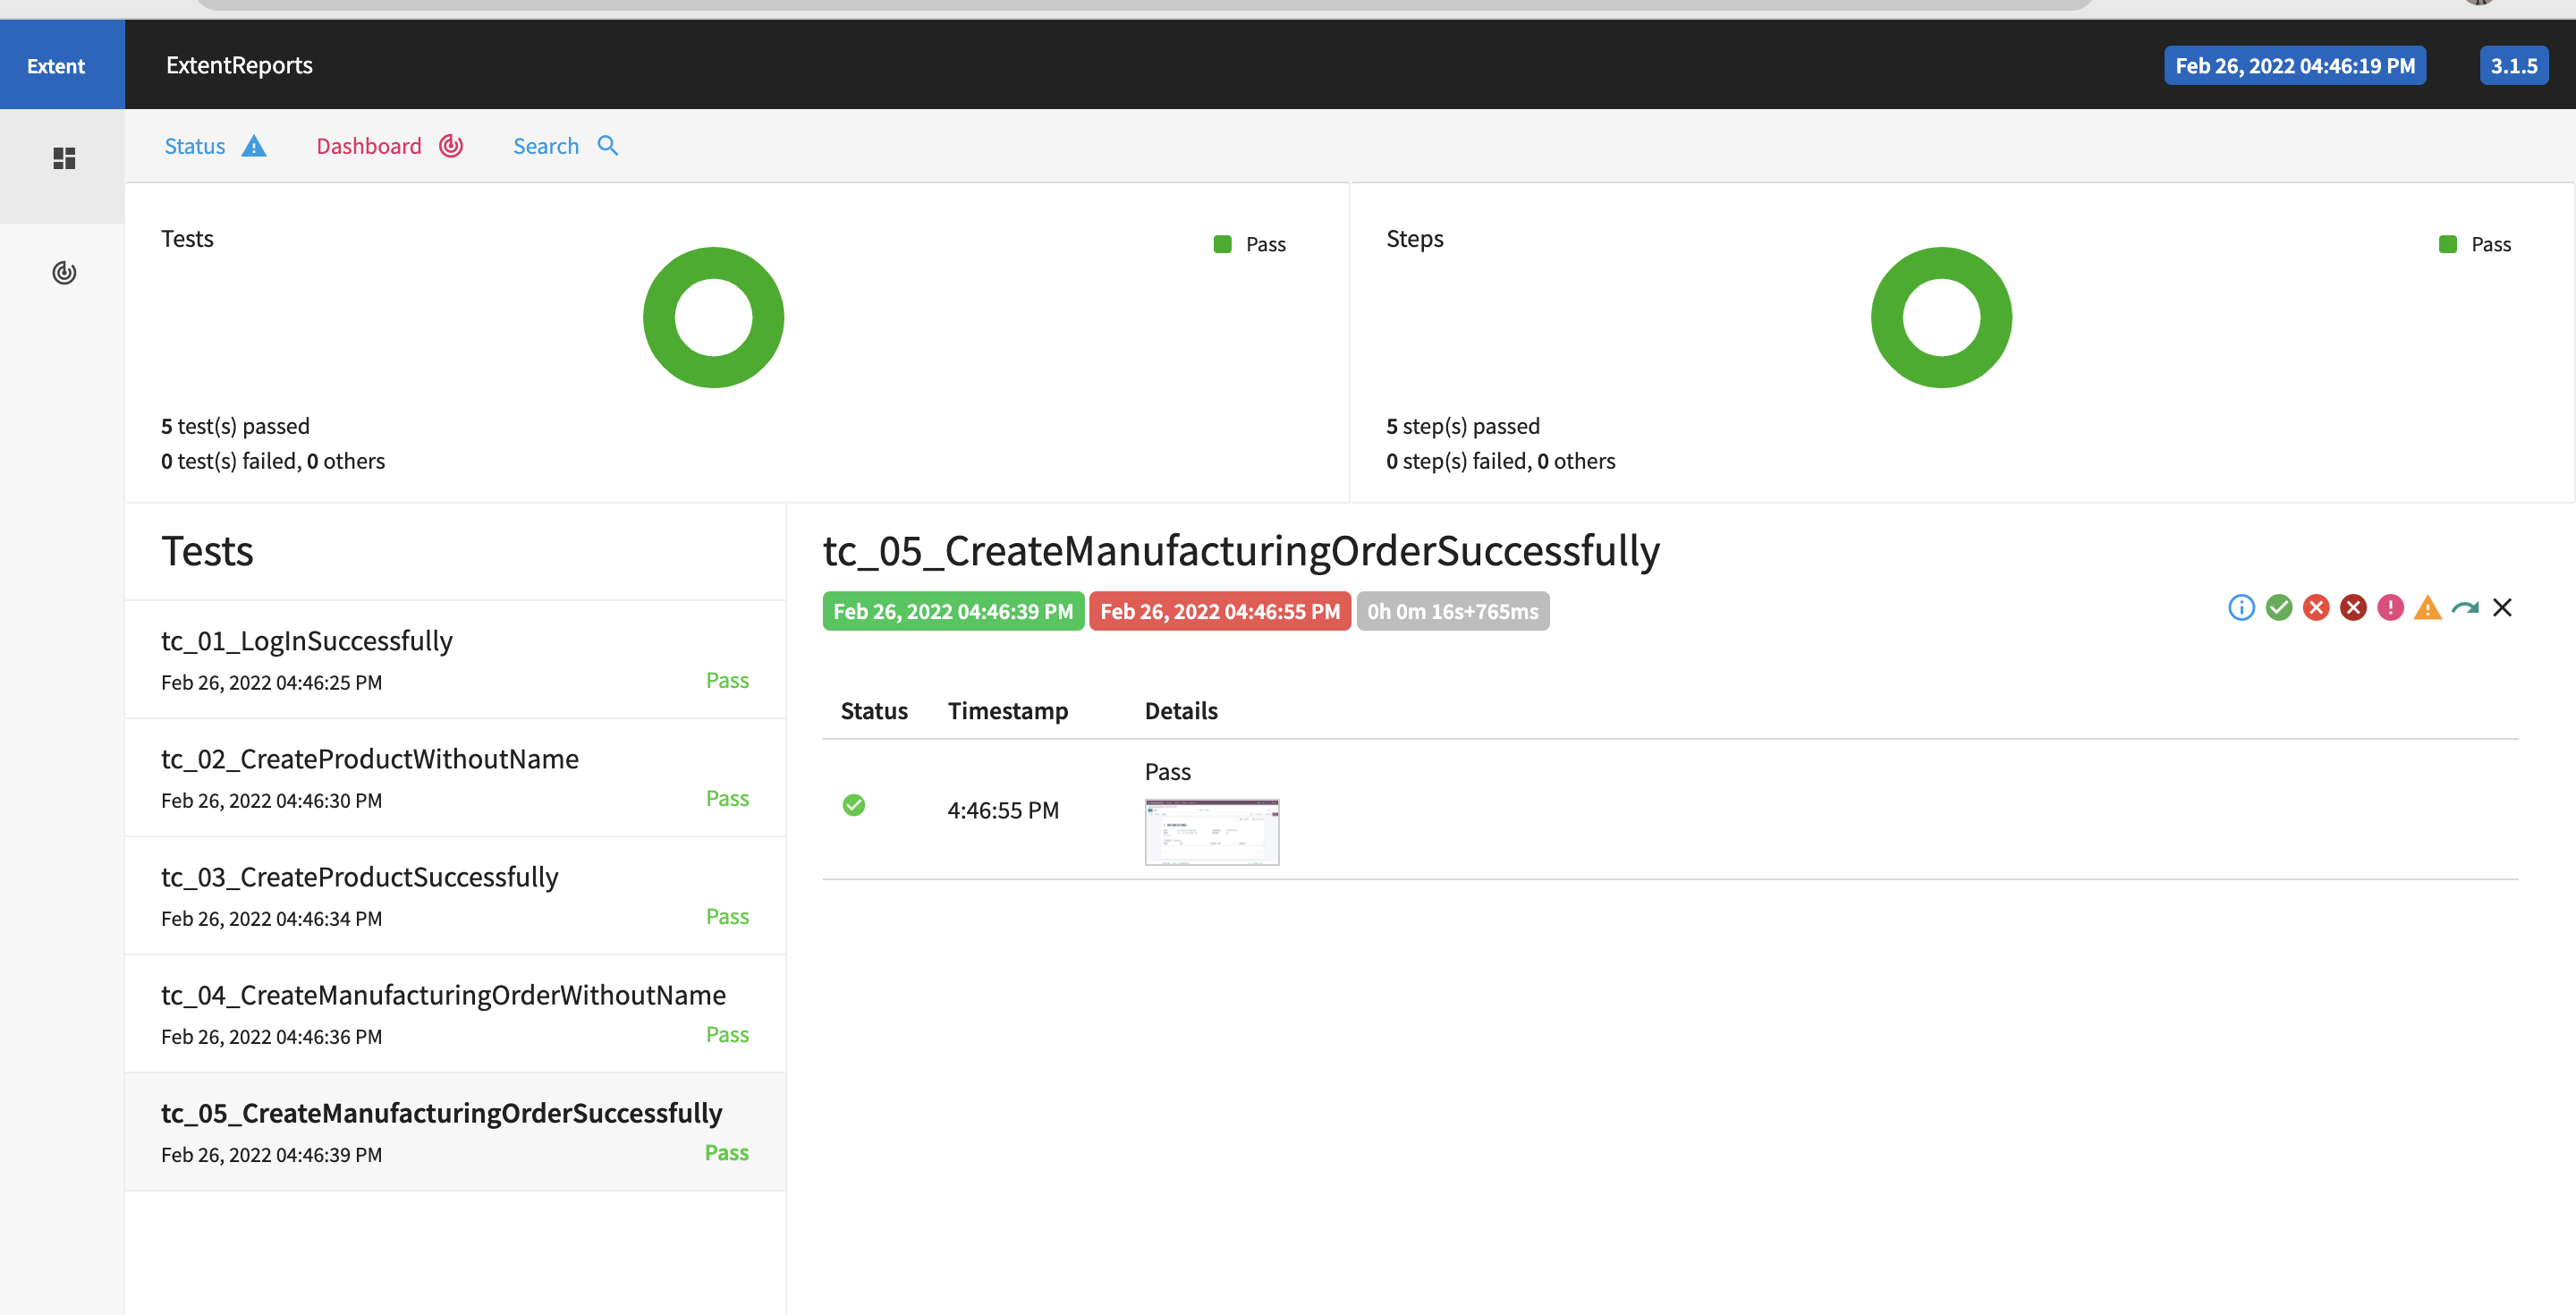 Extent
ExtentReports
Feb 26, 2022 04:46:19 PM
3.1.5
Status
Dashboard
Search
Tests
Pass
5 test(s) passed
0 test(s) failed, 0 others
Steps
Pass
5 step(s) passed
0 step(s) failed, 0 others
Tests
tc_01_LogInSuccessfully
Feb 26, 2022 04:46:25 PM
Pass
tc_02_CreateProductWithoutName
Feb 26, 2022 04:46:30 PM
Pass
tc_03_CreateProductSuccessfully
Feb 26, 2022 04:46:34 PM
Pass
tc_04_CreateManufacturingOrderWithoutName
Feb 26, 2022 04:46:36 PM
Pass
tc_05_CreateManufacturingOrderSuccessfully
Feb 26, 2022 04:46:39 PM
Pass
tc_05_CreateManufacturingOrderSuccessfully
Feb 26, 2022 04:46:39 PM
Feb 26, 2022 04:46:55 PM
0h 0m 16s+765ms
Status Timestamp Details
4:46:55 PM
Pass